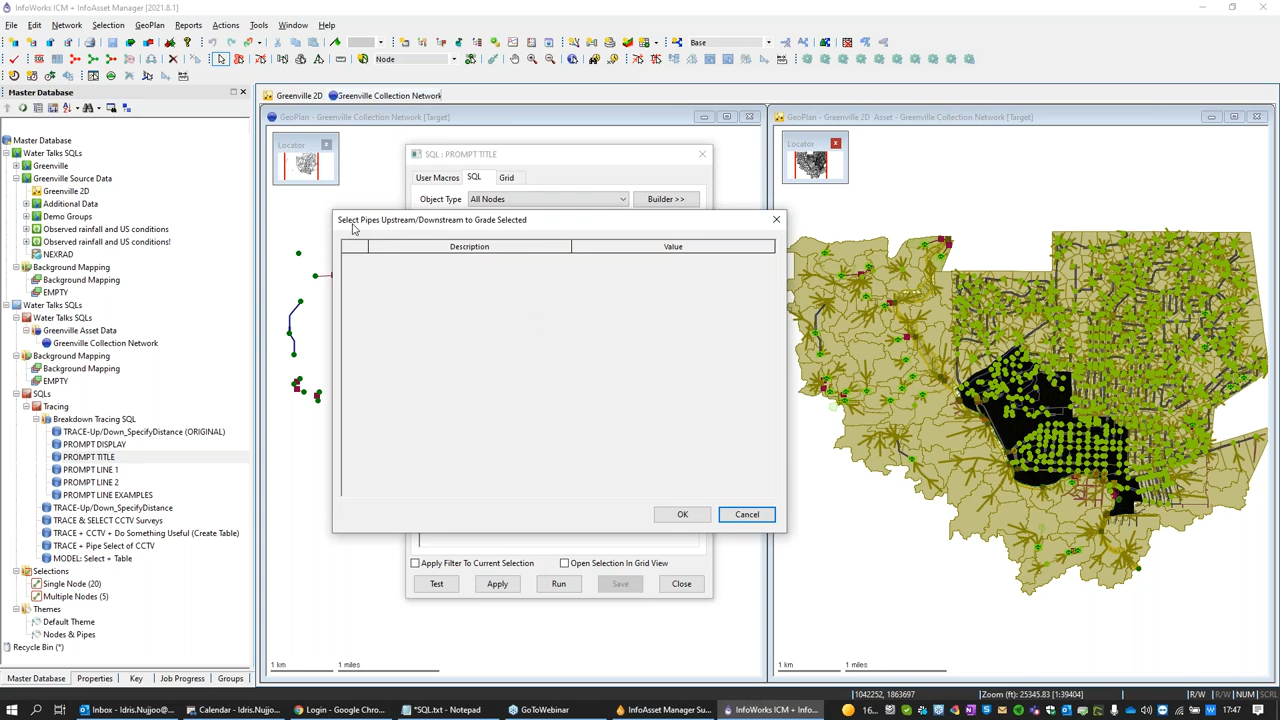 InfoWorks ICM + InfoAsset Manager [2021.8.1]
File Edit Network Selection GeoPlan Reports Actions Tools Window Help
Base
Node
Master Database
Greenville 2D Greenville Collection Network
GeoPlan - Greenville Collection Network [Target]
GeoPlan - Greenville 2D Asset - Greenville Collection Network [Target]
Locator
Locator
Master Database
Water Talks SQLs
Greenville
Greenville Source Data
Greenville 2D
Additional Data
Demo Groups
Observed rainfall and US conditions
Observed rainfall and US conditions!
NEXRAD
Background Mapping
Background Mapping
EMPTY
Water Talks SQLs
Water Talks SQLs
Greenville Asset Data
Greenville Collection Network
Background Mapping
Background Mapping
EMPTY
SQLs
Tracing
Breakdown Tracing SQL
TRACE-Up/Down_SpecifyDistance (ORIGINAL)
PROMPT DISPLAY
PROMPT TITLE
PROMPT LINE 1
PROMPT LINE 2
PROMPT LINE EXAMPLES
TRACE-Up/Down_SpecifyDistance
TRACE & SELECT CCTV Surveys
TRACE + CCTV + Do Something Useful (Create Table)
TRACE + Pipe Select of CCTV
MODEL: Select + Table
Selections
Single Node (20)
Multiple Nodes (5)
Themes
Default Theme
Nodes & Pipes
Recycle Bin (*)
Master Database Properties Key Job Progress Groups
SQL : PROMPT TITLE
User Macros SQL Grid
Object Type All Nodes Builder >>
Select Pipes Upstream/Downstream to Grade Selected
Description Value
OK Cancel
Apply Filter To Current Selection Open Selection In Grid View
Test Apply Run Save Close
1 km 1 miles
1 km 1 miles
1042252, 1863697 Zoom (ft): 25345.83 [1:39404] R/W R/W NUM SCRL
Inbox - Idris.Nujjoo@... Calendar - Idris.Nujjoo... Login - Google Chro... *SQL.txt - Notepad GoToWebinar InfoAsset Manager Su... InfoWorks ICM + Info... 16... 17:47